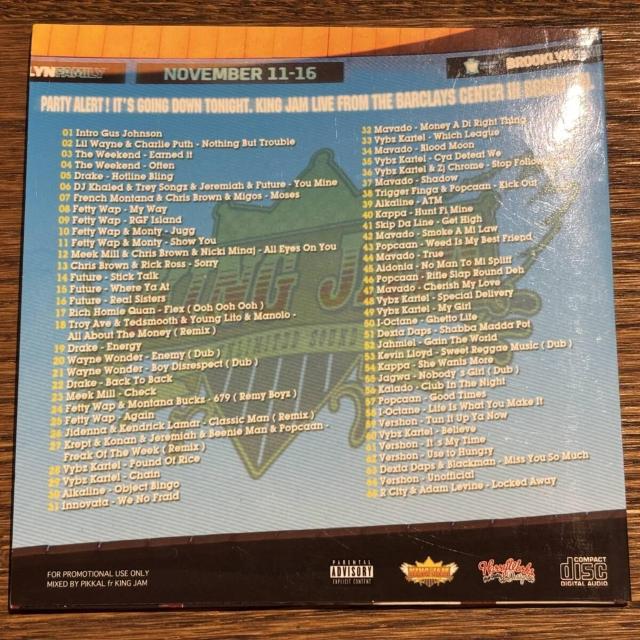 LYNFAMILY
NOVEMBER 11-16
BROOKLYN
PARTY ALERT ! IT'S GOING DOWN TONIGHT. KING JAM LIVE FROM THE BARCLAYS CENTER IN
01 Intro Gus Johnson
02 Lil Wayne & Charlie Puth - Nothing But Trouble
03 The Weekend - Earned It
04 The Weekend - Often
05 Drake - Hotline Bling
06 DJ Khaled & Trey Songz & Jeremiah & Future - You Mine
07 French Montana & Chris Brown & Migos - Moses
08 Fetty Wap - My Way
09 Fetty Wap - RGF Island
10 Fetty Wap & Monty - Jugg
11 Fetty Wap & Monty - Show You
12 Meek Mill & Chris Brown & Nicki Minaj - All Eyes On You
13 Chris Brown & Rick Ross - Sorry
14 Future - Stick Talk
15 Future - Where Ya At
16 Future - Real Sisters
17 Rich Homie Quan - Flex ( Ooh Ooh Ooh )
18 Troy Ave & Tedsmooth & Young Lito & Manolo -
All About The Money ( Remix )
19 Drake - Energy
20 Wayne Wonder - Enemy ( Dub )
21 Wayne Wonder - Boy Disrespect ( Dub )
22 Drake - Back To Back
23 Meek Mill - Check
24 Fetty Wap & Montana Buckz - 679 ( Remy Boyz )
25 Fetty Wap - Again
26 Jidenna & Kendrick Lamar - Classic Man ( Remix )
27 Krept & Konan & Jeremiah & Beenie Man & Popcaan -
Freak Of The Week ( Remix )
28 Vybz Kartel - Pound Of Rice
29 Vybz Kartel - Chain
30 Alkaline - Object Bingo
31 Innovata - We No Fraid
32 Mavado - Money A Di Right Thing
33 Vybz Kartel - Which League
34 Mavado - Blood Moon
35 Vybz Kartel - Cya Defeat We
36 Vybz Kartel & Zj Chrome - Stop Follow
37 Mavado - Shadow
38 Trigger Finga & Popcaan - Kick Out
39 Alkaline - ATM
40 Kappa - Hunt Fi Mine
41 Skip Da Line - Get High
42 Mavado - Smoke A Mi Law
43 Popcaan - Weed Is My Best Friend
44 Mavado - True
45 Aidonia - No Man To Mi Spliff
46 Popcaan - Rifle Slap Round Deh
47 Mavado - Cherish My Love
48 Vybz Kartel - Special Delivery
49 Vybz Kartel - My Girl
50 I-Octane - Ghetto Life
51 Dexta Daps - Shabba Madda Pot
52 Jahmiel - Gain The World
53 Kevin Lloyd - Sweet Reggae Music ( Dub )
54 Kappa - She Wants More
55 Jagwa - Nobody's Girl ( Dub )
56 Kalado - Club In The Night
57 Popcaan - Good Times
58 I-Octane - Life Is What You Make It
59 Vershon - Tun It Up Ya Now
60 Vybz Kartel - Believe
61 Vershon - It's My Time
62 Vershon - Use to Hungry
63 Dexta Daps & Blackman - Miss You So Much
64 Vershon - Unofficial
65 R City & Adam Levine - Locked Away
FOR PROMOTIONAL USE ONLY
MIXED BY PIKKAL fr KING JAM
PARENTAL
ADVISORY
EXPLICIT CONTENT
KING JAM
COMPACT
disc
DIGITAL AUDIO